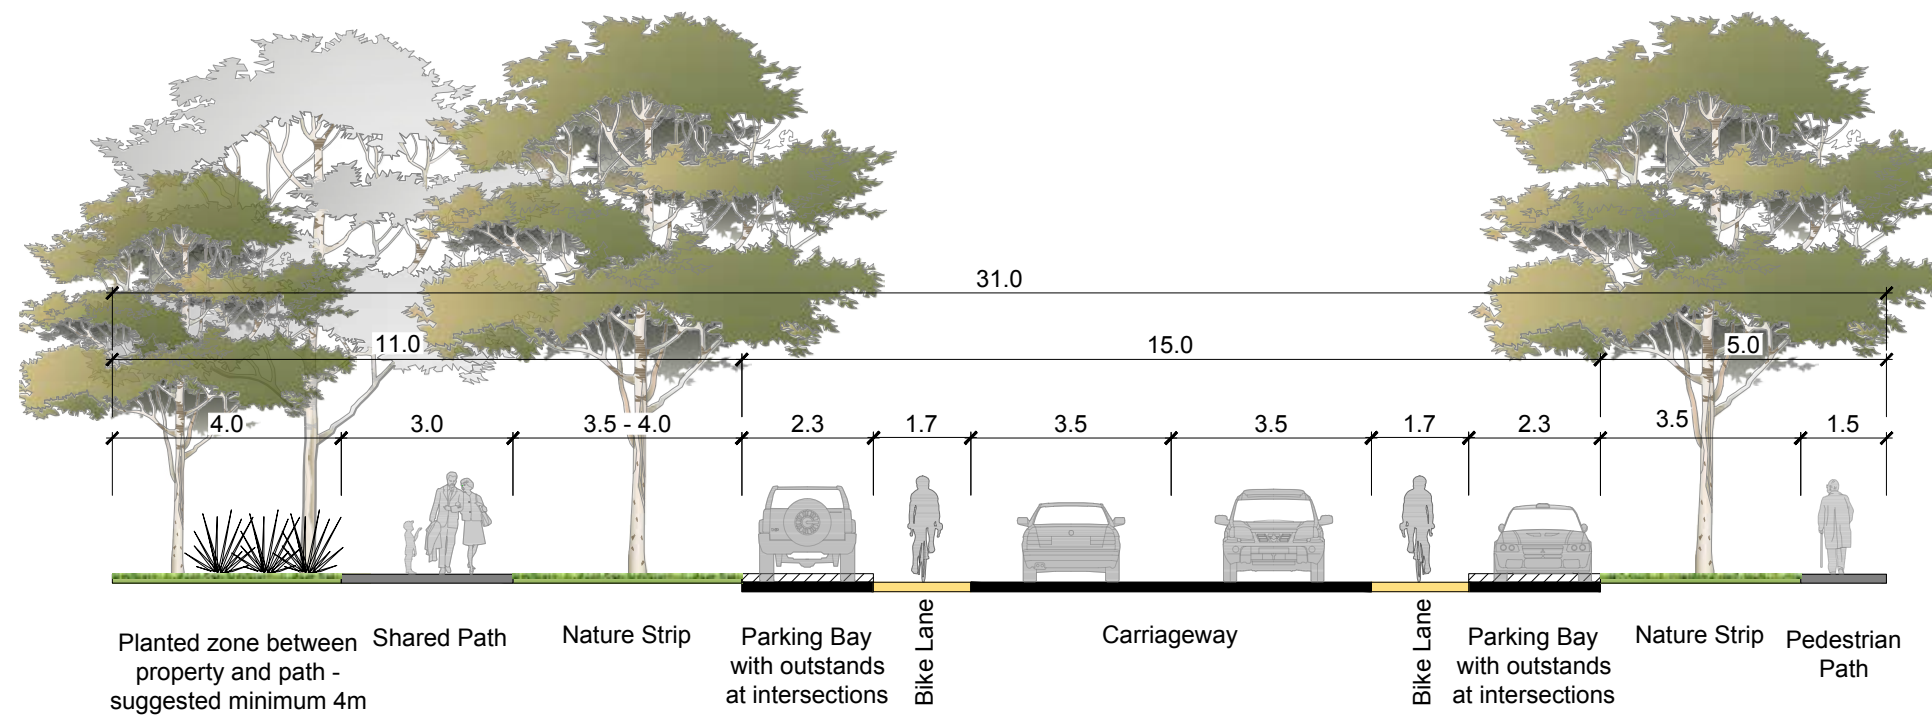 31.0
11.0
15.0
5.0
4.0
3.0
3.5 - 4.0
2.3
1.7
3.5
3.5
1.7
2.3
3.5
1.5
Planted zone between
property and path -
suggested minimum 4m
Shared Path
Nature Strip
Parking Bay
with outstands
at intersections
Bike Lane
Carriageway
Bike Lane
Parking Bay
with outstands
at intersections
Nature Strip
Pedestrian
Path